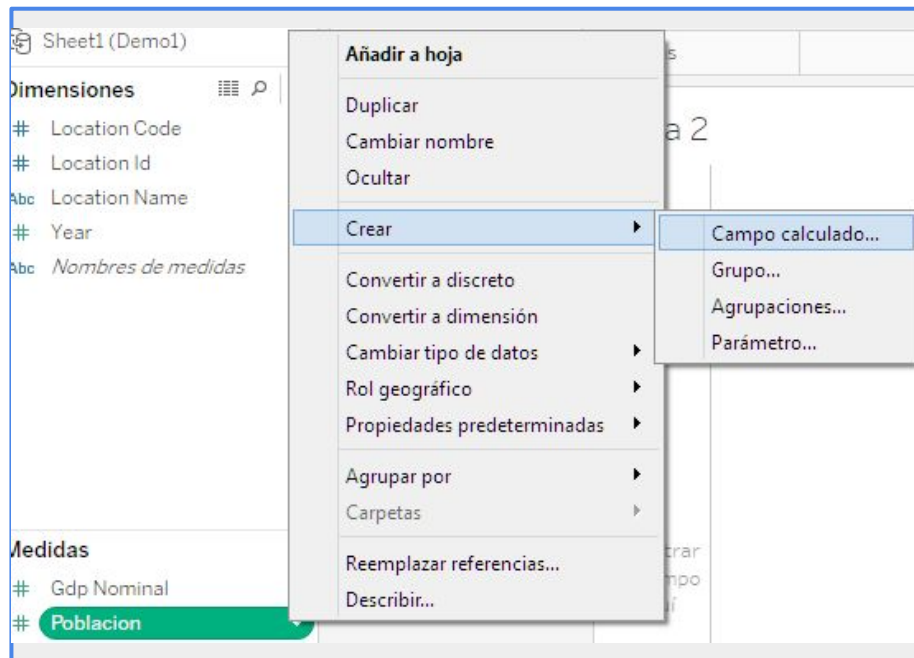 Sheet1 (Demo1)
Dimensiones
# Location Code
# Location Id
Abc Location Name
# Year
Abc Nombres de medidas
Medidas
# Gdp Nominal
# Poblacion
Añadir a hoja
Duplicar
Cambiar nombre
Ocultar
Crear
Convertir a discreto
Convertir a dimensión
Cambiar tipo de datos
Rol geográfico
Propiedades predeterminadas
Agrupar por
Carpetas
Reemplazar referencias...
Describir...
Campo calculado...
Grupo...
Agrupaciones...
Parámetro...
a 2